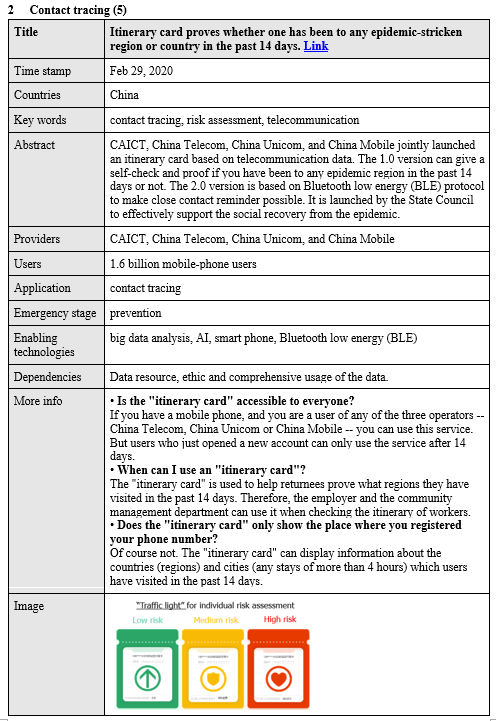 2 Contact tracing (5)
Title
Itinerary card proves whether one has been to any epidemic-stricken
region or country in the past 14 days. Link
Time stamp
Feb 29, 2020
Countries
China
Key words
contact tracing, risk assessment, telecommunication
Abstract
CAICT, China Telecom, China Unicom, and China Mobile jointly launched
an itinerary card based on telecommunication data. The 1.0 version can give a
self-check and proof if you have been to any epidemic region in the past 14
days or not. The 2.0 version is based on Bluetooth low energy (BLE) protocol
to make close contact reminder possible. It is launched by the State Council
to effectively support the social recovery from the epidemic.
Providers
CAICT, China Telecom, China Unicom, and China Mobile
Users
1.6 billion mobile-phone users
Application
contact tracing
Emergency stage
prevention
Enabling
technologies
big data analysis, AI, smart phone, Bluetooth low energy (BLE)
Dependencies
Data resource, ethic and comprehensive usage of the data.
More info
• Is the "itinerary card" accessible to everyone?
If you have a mobile phone, and you are a user of any of the three operators --
China Telecom, China Unicom or China Mobile -- you can use this service.
But users who just opened a new account can only use the service after 14
days.
• When can I use an "itinerary card"?
The "itinerary card" is used to help returnees prove what regions they have
visited in the past 14 days. Therefore, the employer and the community
management department can use it when checking the itinerary of workers.
• Does the "itinerary card" only show the place where you registered
your phone number?
Of course not. The "itinerary card" can display information about the
countries (regions) and cities (any stays of more than 4 hours) which users
have visited in the past 14 days.
Image
"Traffic light" for individual risk assessment
Low risk
Medium risk
High risk